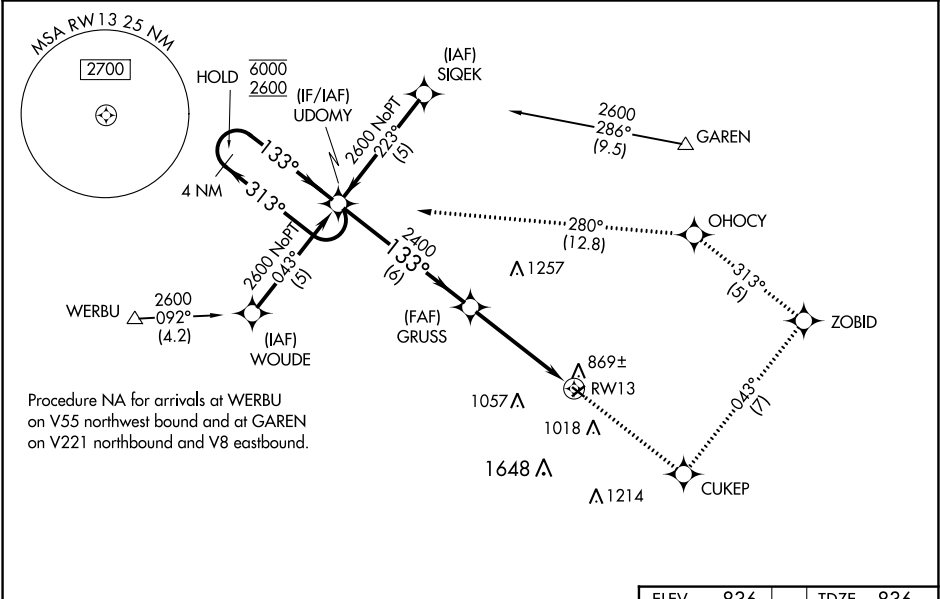 MSA RW13 25 NM
2700
HOLD
6000
2600
(IF/IAF)
UDOMY
(IAF)
SIQEK
2600 NoPT
223°
(5)
2600
286°
(9.5)
GAREN
133°
313°
4 NM
2600 NoPT
043°
(5)
WERBU
2600
092°
(4.2)
(IAF)
WOUDE
2400
133°
(6)
(FAF)
GRUSS
1257
280°
(12.8)
OHOCY
313°
(5)
ZOBID
043°
(7)
869±
RW13
1057
1018
1648
1214
CUKEP
Procedure NA for arrivals at WERBU
on V55 northwest bound and at GAREN
on V221 northbound and V8 eastbound.
ELEV 826
TDZE 826